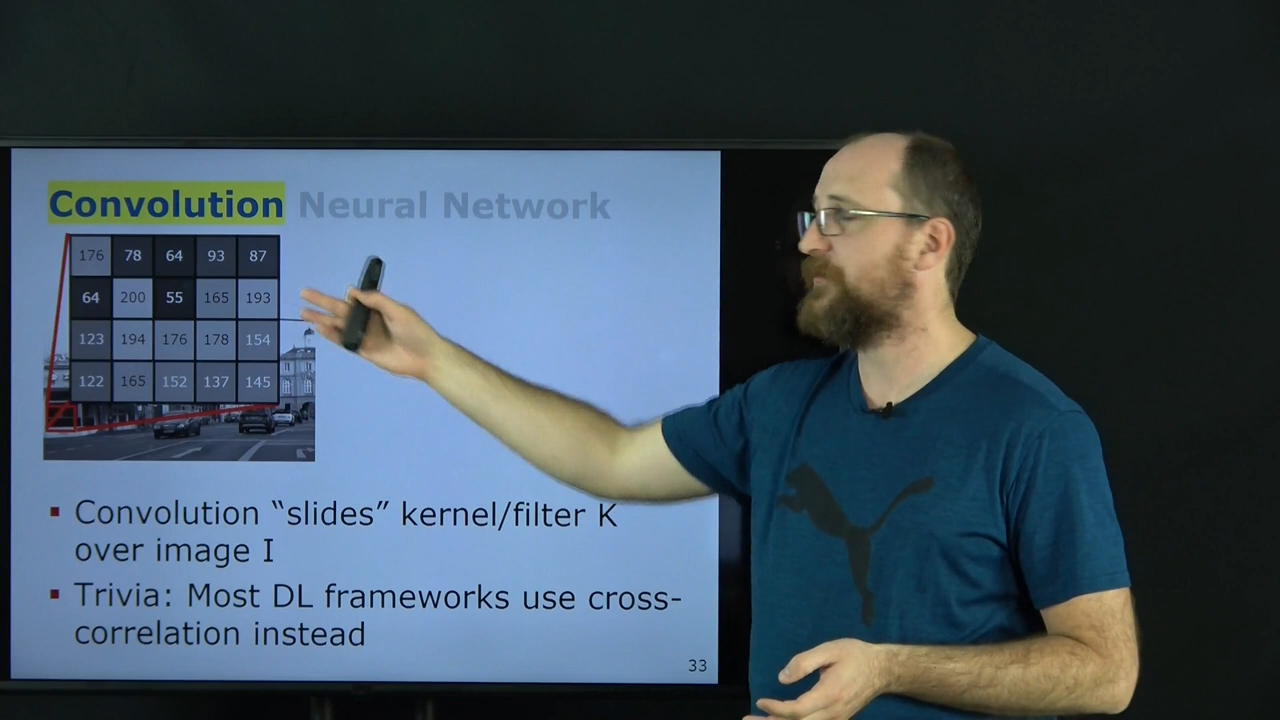 Convolution Neural Network
176 78 64 93 87
64 200 55 165 193
123 194 176 178 154
122 165 152 137 145
▪ Convolution “slides” kernel/filter K
over image I
▪ Trivia: Most DL frameworks use cross-
correlation instead
33